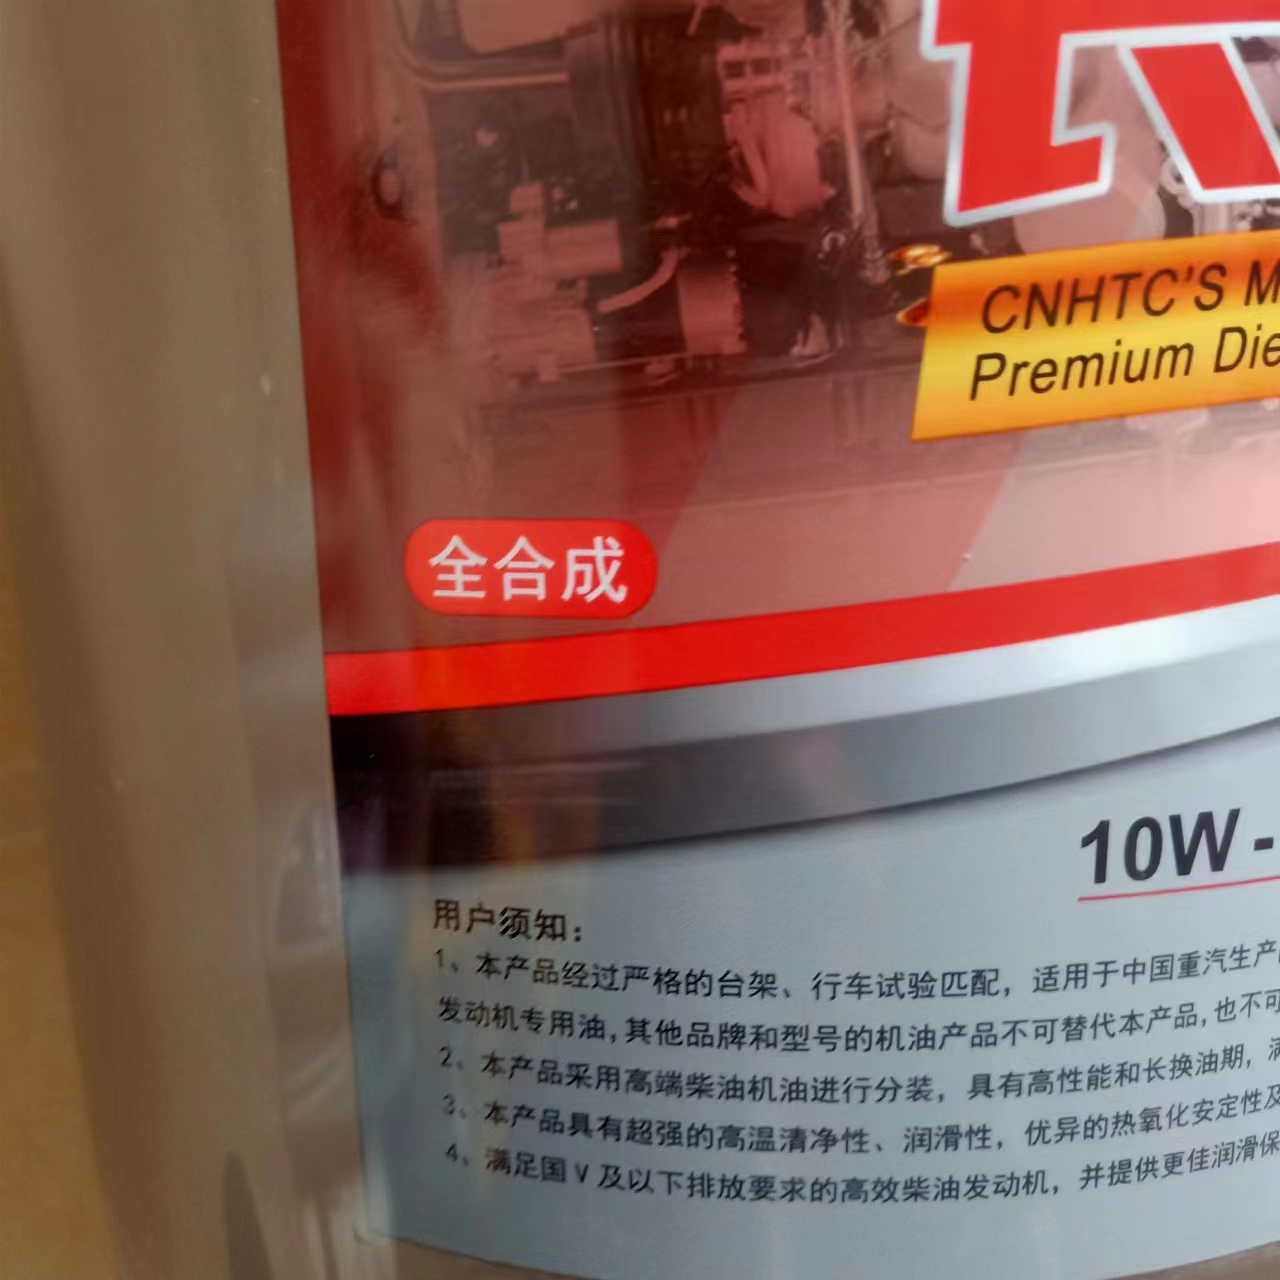 CNHTC'S M
Premium Die
全合成
10W-
用户须知：
1、本产品经过严格的台架、行车试验匹配，适用于中国重汽生产
发动机专用油,其他品牌和型号的机油产品不可替代本产品,也不可
2、本产品采用高端柴油机油进行分装，具有高性能和长换油期，满
3、本产品具有超强的高温清净性、润滑性，优异的热氧化安定性及
4、满足国V及以下排放要求的高效柴油发动机，并提供更佳润滑保